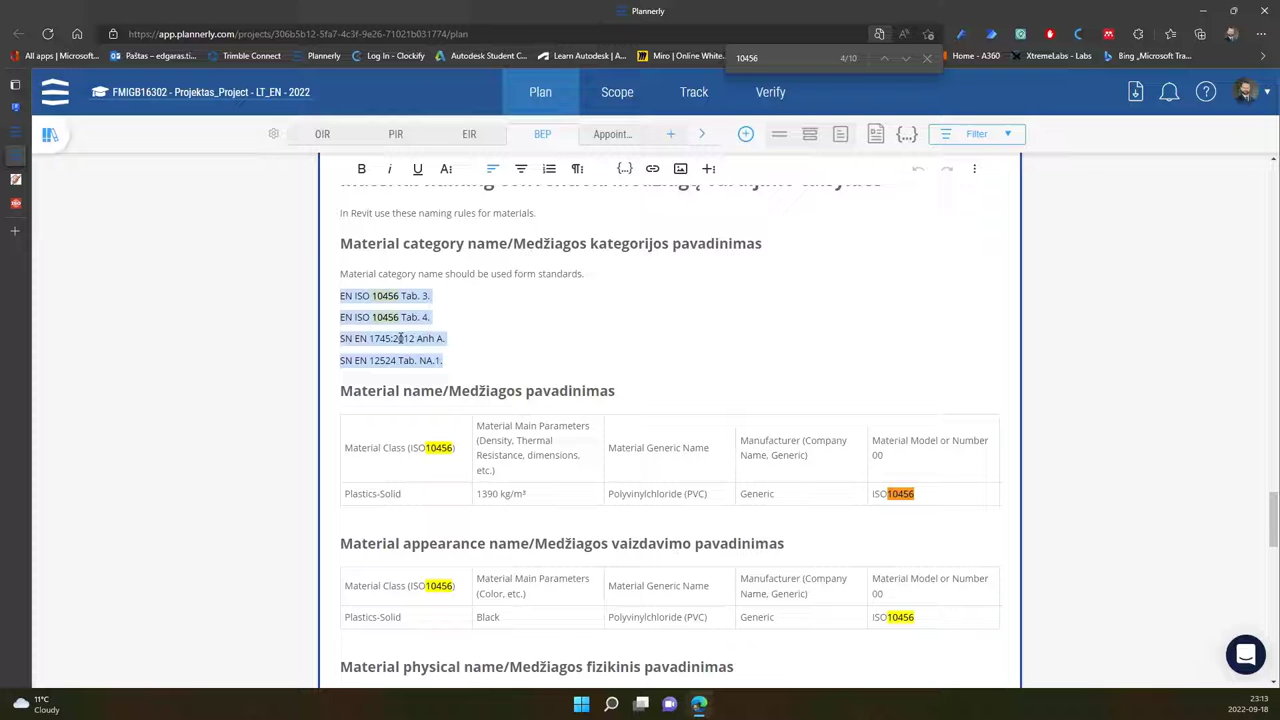 Plannerly
https://app.plannerly.com/projects/306b5b12-5fa7-4c3f-9e26-71021b031774/plan
All apps | enterpris...
Paštas – edgaras.ti...
Trimble Connect
Plannerly
Log in - Clockify
Autodesk Student C...
Learn Axura | Acade...
Miro | Online White...
Home - A360
XtremeLabs - Labs
Bing „Microsoft Tra...
10456
4/10
FMIGB16302 - Projektas_Project - LT_EN - 2022
Plan
Scope
Track
Verify
OIR
PIR
EIR
BEP
Appoint...
Filter
In Revit use these naming rules for materials.
Material category name/Medžiagos kategorijos pavadinimas
Material category name should be used form standards.
EN ISO 10456 Tab. 3.
EN ISO 10456 Tab. 4.
SN EN 1745:2012 Anh A.
SN EN 12524 Tab. NA.1.
Material name/Medžiagos pavadinimas
Material Class (ISO10456)
Material Main Parameters
(Density, Thermal
Resistance, dimensions,
etc.)
Material Generic Name
Manufacturer (Company
Name, Generic)
Material Model or Number
00
Plastics-Solid
1390 kg/m³
Polyvinylchloride (PVC)
Generic
ISO10456
Material appearance name/Medžiagos vaizdavimo pavadinimas
Material Class (ISO10456)
Material Main Parameters
(Color, etc.)
Material Generic Name
Manufacturer (Company
Name, Generic)
Material Model or Number
00
Plastics-Solid
Black
Polyvinylchloride (PVC)
Generic
ISO10456
Material physical name/Medžiagos fizikinis pavadinimas
11°C
Cloudy
23:13
2022-09-18